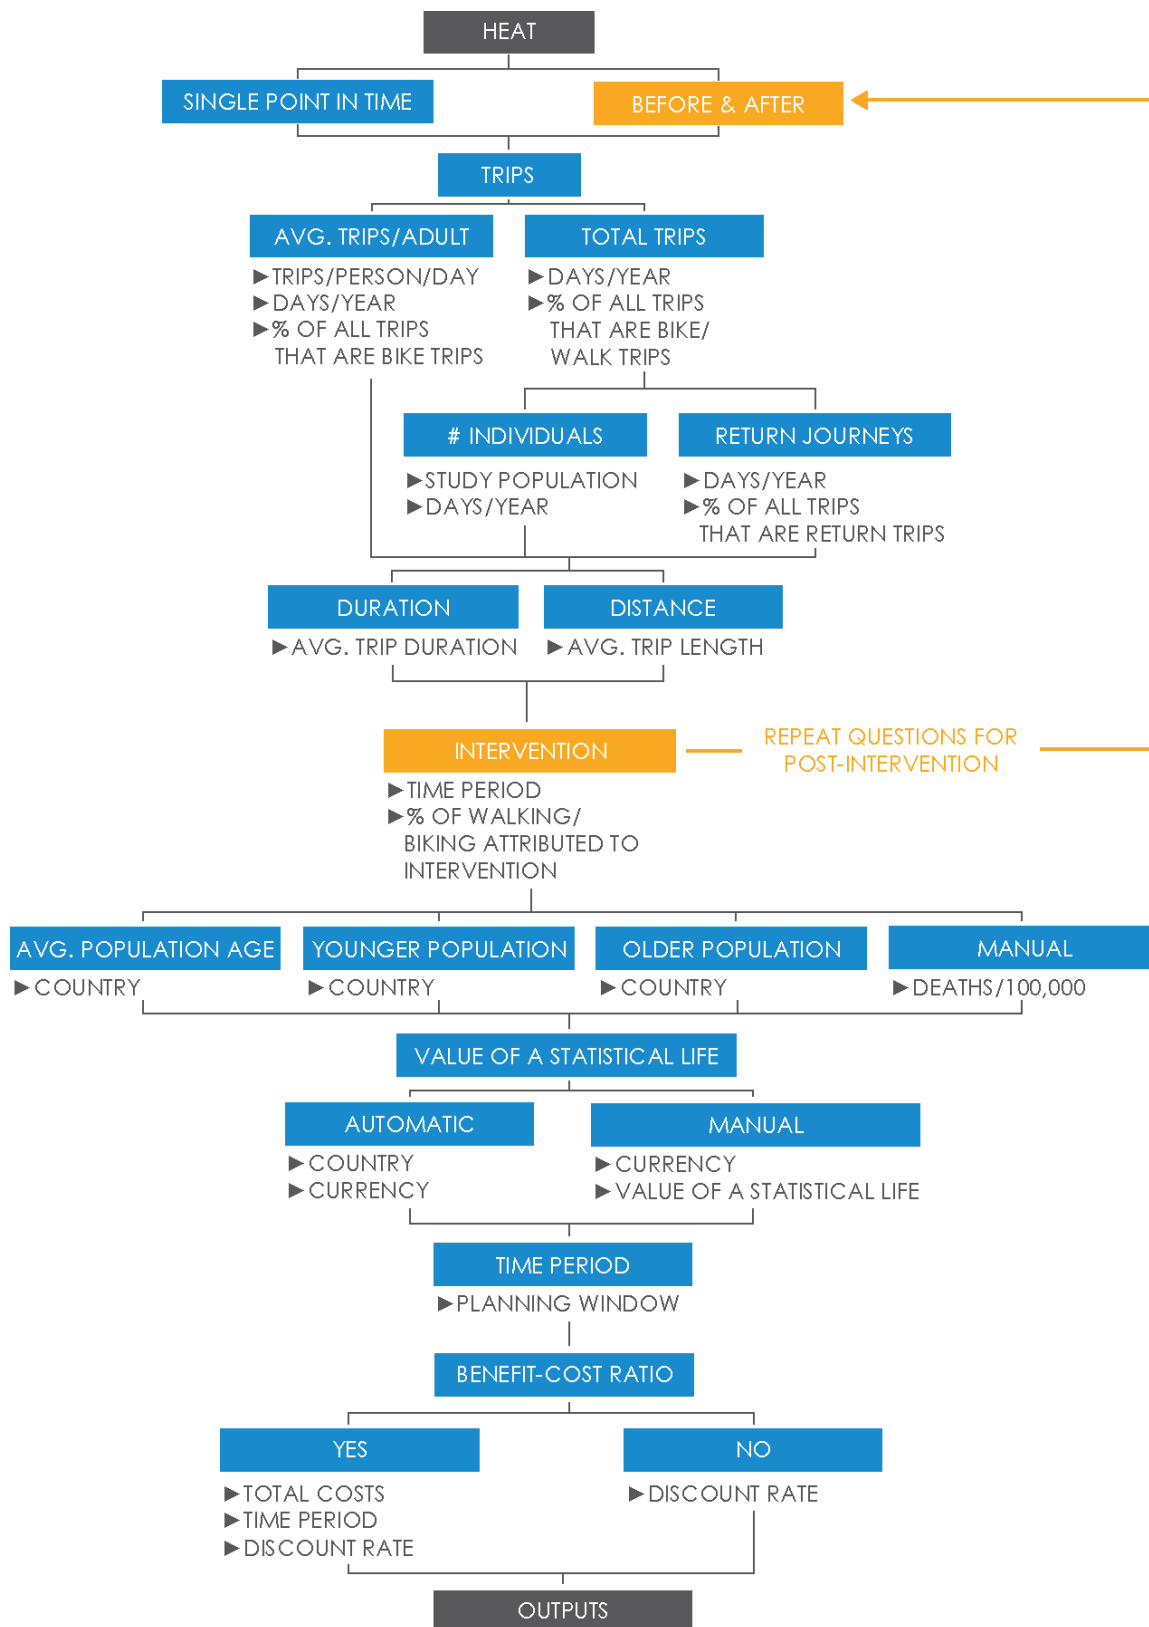 HEAT
SINGLE POINT IN TIME
BEFORE & AFTER
TRIPS
AVG. TRIPS/ADULT
►TRIPS/PERSON/DAY
►DAYS/YEAR
►% OF ALL TRIPS
THAT ARE BIKE TRIPS
TOTAL TRIPS
►DAYS/YEAR
►% OF ALL TRIPS
THAT ARE BIKE/
WALK TRIPS
# INDIVIDUALS
►STUDY POPULATION
►DAYS/YEAR
RETURN JOURNEYS
►DAYS/YEAR
►% OF ALL TRIPS
THAT ARE RETURN TRIPS
DURATION
►AVG. TRIP DURATION
DISTANCE
►AVG. TRIP LENGTH
INTERVENTION
►TIME PERIOD
►% OF WALKING/
BIKING ATTRIBUTED TO
INTERVENTION
REPEAT QUESTIONS FOR
POST-INTERVENTION
AVG. POPULATION AGE
►COUNTRY
YOUNGER POPULATION
►COUNTRY
OLDER POPULATION
►COUNTRY
MANUAL
►DEATHS/100,000
VALUE OF A STATISTICAL LIFE
AUTOMATIC
►COUNTRY
►CURRENCY
MANUAL
►CURRENCY
►VALUE OF A STATISTICAL LIFE
TIME PERIOD
►PLANNING WINDOW
BENEFIT-COST RATIO
YES
►TOTAL COSTS
►TIME PERIOD
►DISCOUNT RATE
NO
►DISCOUNT RATE
OUTPUTS